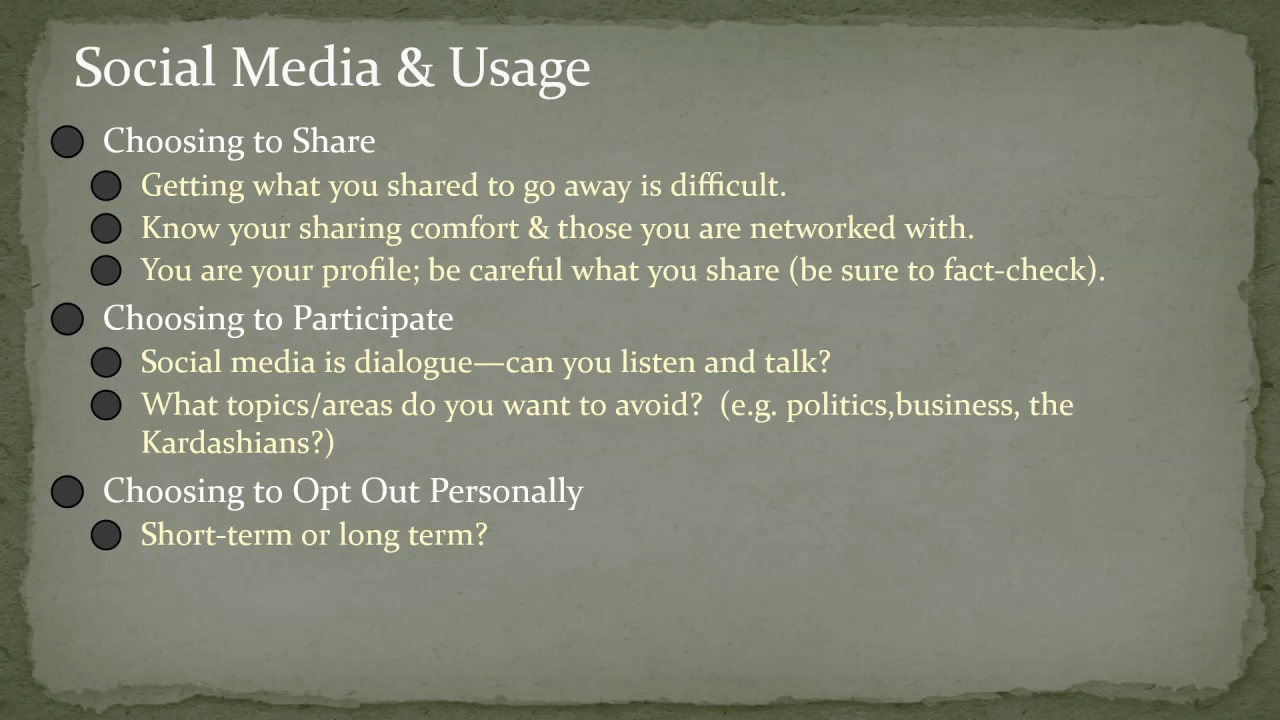 Social Media & Usage
Choosing to Share
Getting what you shared to go away is difficult.
Know your sharing comfort & those you are networked with.
You are your profile; be careful what you share (be sure to fact-check).
Choosing to Participate
Social media is dialogue—can you listen and talk?
What topics/areas do you want to avoid?  (e.g. politics,business, the
Kardashians?)
Choosing to Opt Out Personally
Short-term or long term?